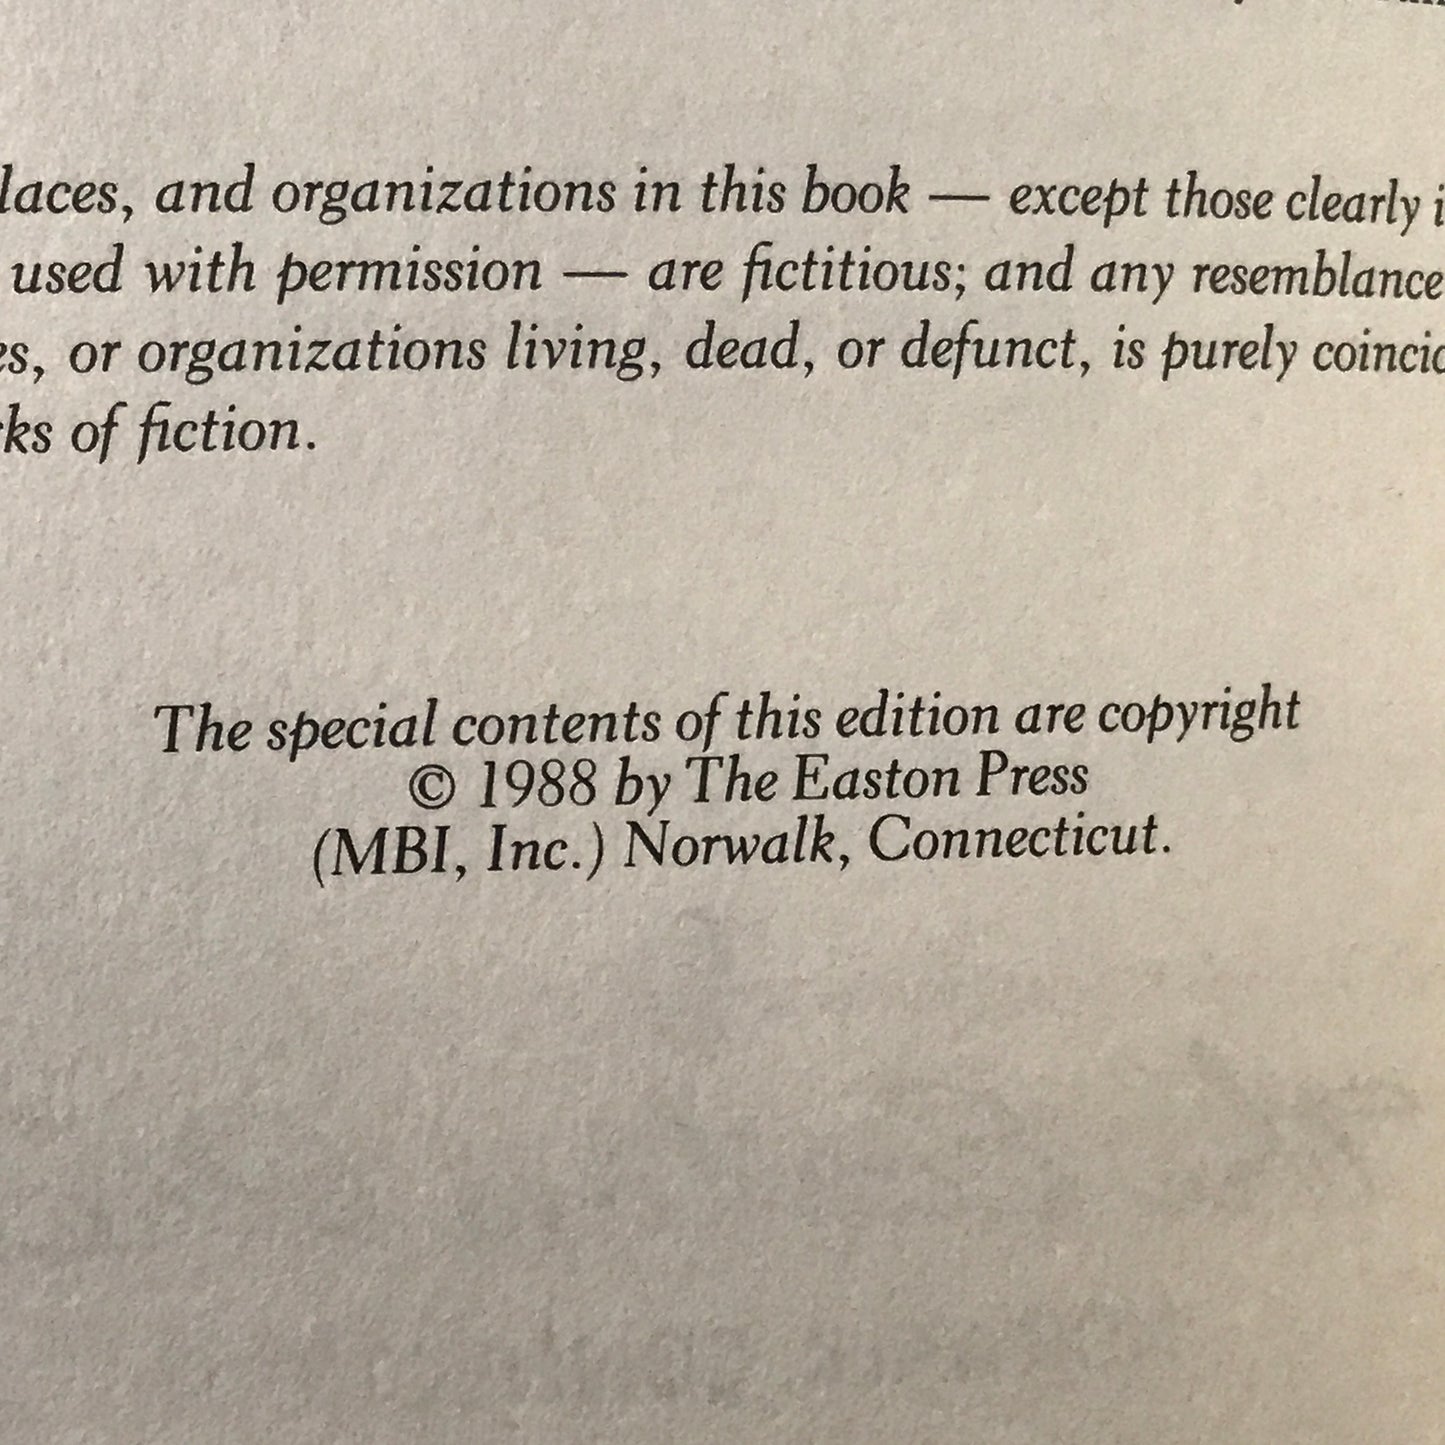 laces, and organizations in this book — except those clearly i
used with permission — are fictitious; and any resemblance
es, or organizations living, dead, or defunct, is purely coincid
rks of fiction.
The special contents of this edition are copyright
© 1988 by The Easton Press
(MBI, Inc.) Norwalk, Connecticut.